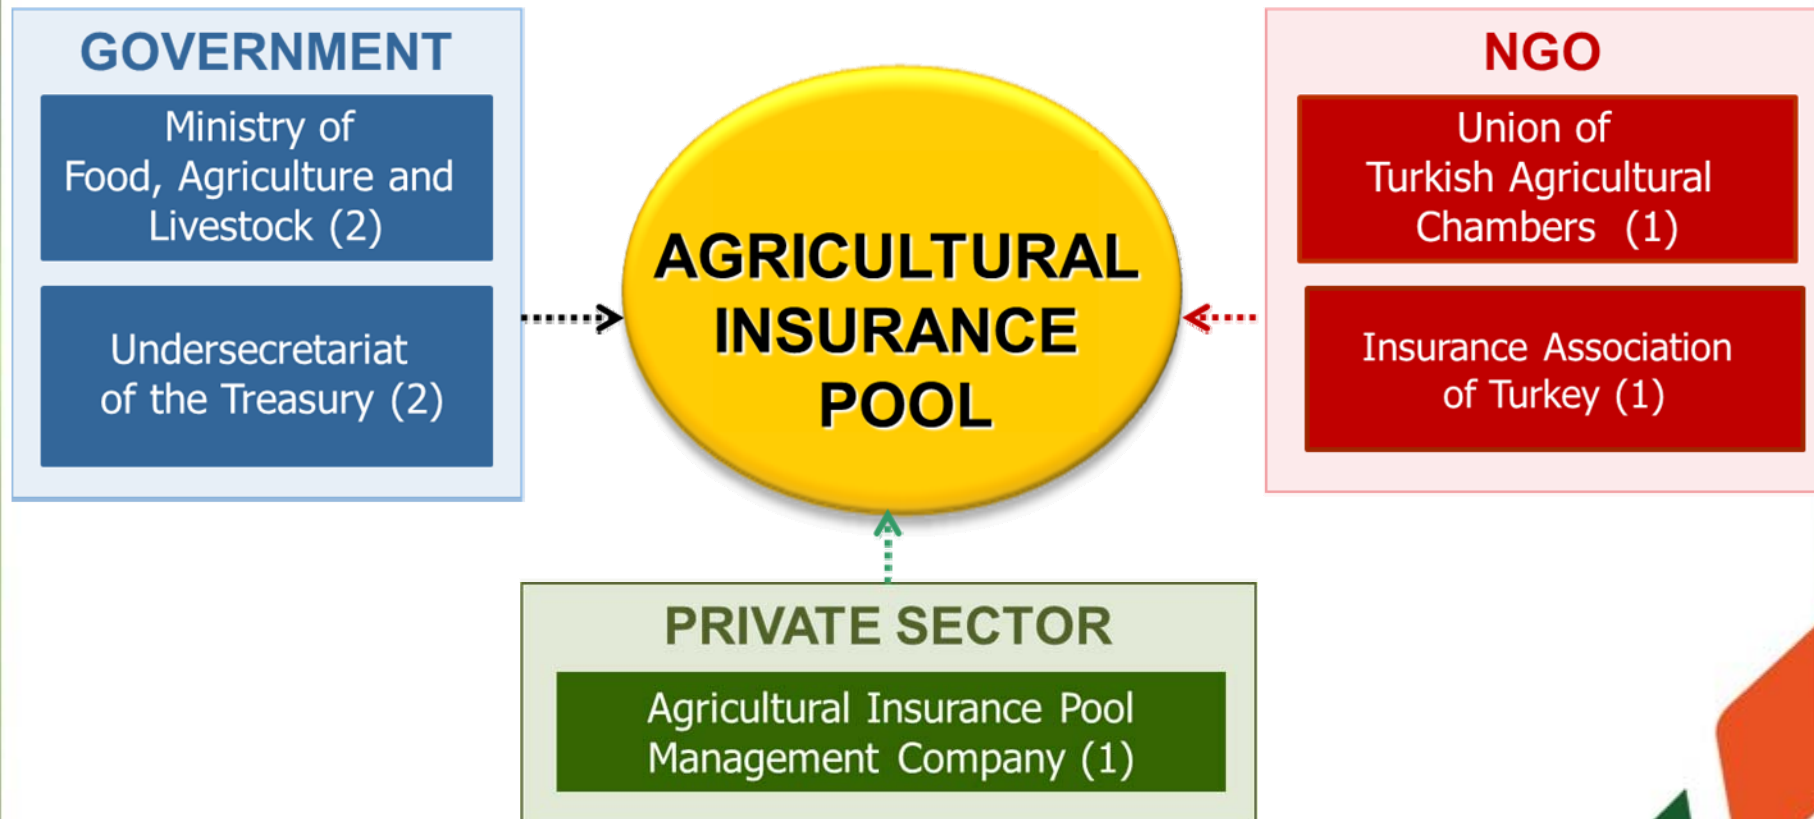 GOVERNMENT
Ministry of
Food, Agriculture and
Livestock (2)
Undersecretariat
of the Treasury (2)
AGRICULTURAL
INSURANCE
POOL
NGO
Union of
Turkish Agricultural
Chambers (1)
Insurance Association
of Turkey (1)
PRIVATE SECTOR
Agricultural Insurance Pool
Management Company (1)